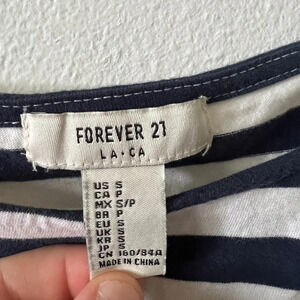 FOREVER 21
LA•CA
US S
CA P
MX S/P
BR P
EU S
UK S
KR S
JP S
CN 160/84A
MADE IN CHINA